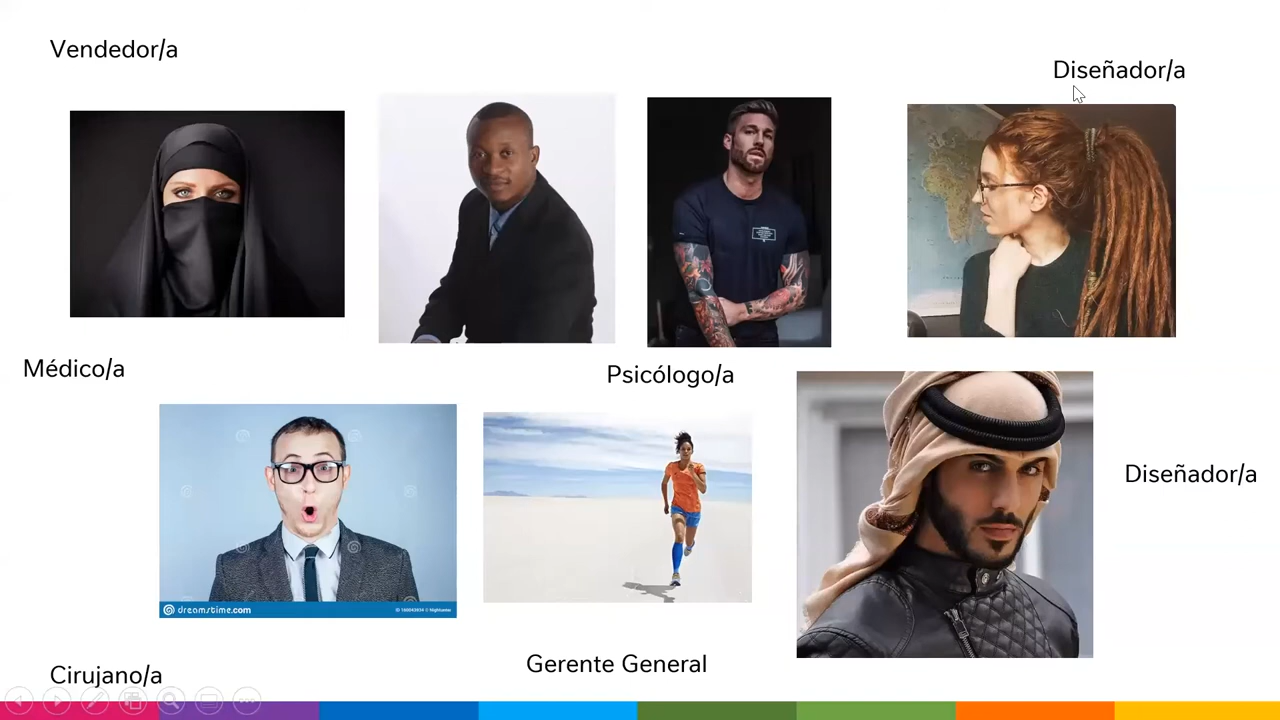 Vendedor/a
Diseñador/a
Médico/a
Psicólogo/a
Diseñador/a
dreamstime.com
Gerente General
Cirujano/a